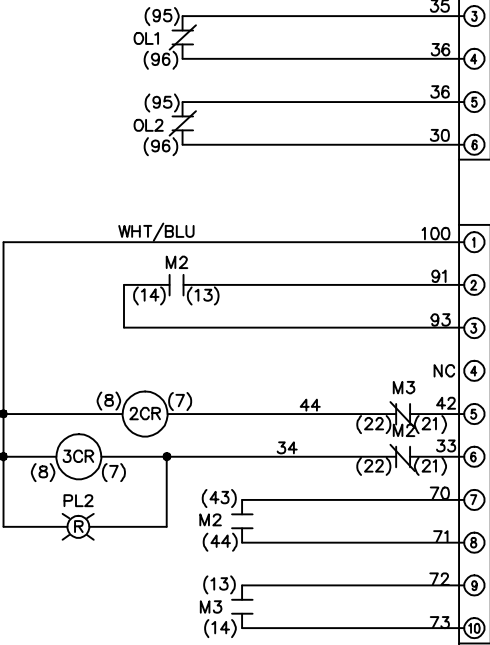 (95) 35 3
OL1
(96) 36 4
(95) 36 5
OL2
(96) 30 6
WHT/BLU 100 1
M2 91 2
(14) (13)
93 3
NC 4
M3
(8) 2CR (7) 44 42 5
(22) (21)
M2
3CR 34 33 6
(8) (7) (22) (21)
PL2
R
(43) 70 7
M2
(44) 71 8
(13) 72 9
M3
(14) 73 10